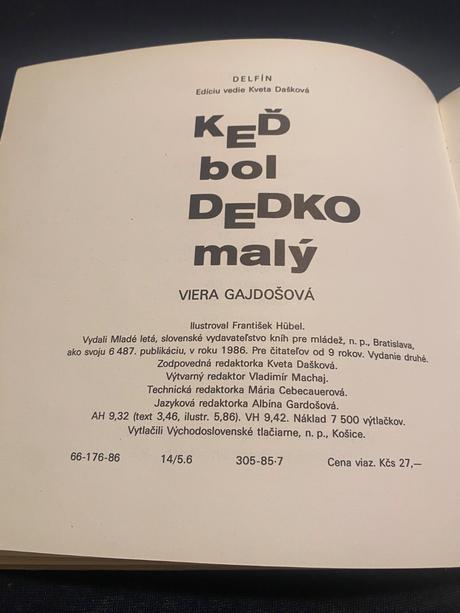 DELFÍN
Edíciu vedie Kveta Dašková
KEĎ
bol
DEDKO
malý
VIERA GAJDOŠOVÁ
Ilustroval František Hübel.
Vydali Mladé letá, slovenské vydavateľstvo kníh pre mládež, n. p., Bratislava,
ako svoju 6 487. publikáciu, v roku 1986. Pre čitateľov od 9 rokov. Vydanie druhé.
Zodpovedná redaktorka Kveta Dašková.
Výtvarný redaktor Vladimír Machaj.
Technická redaktorka Mária Cebecauerová.
Jazyková redaktorka Albína Gardošová.
AH 9,32 (text 3,46, ilustr. 5,86). VH 9,42. Náklad 7 500 výtlačkov.
Vytlačili Východoslovenské tlačiarne, n. p., Košice.
66-176-86 14/5.6 305-85-7 Cena viaz. Kčs 27,—